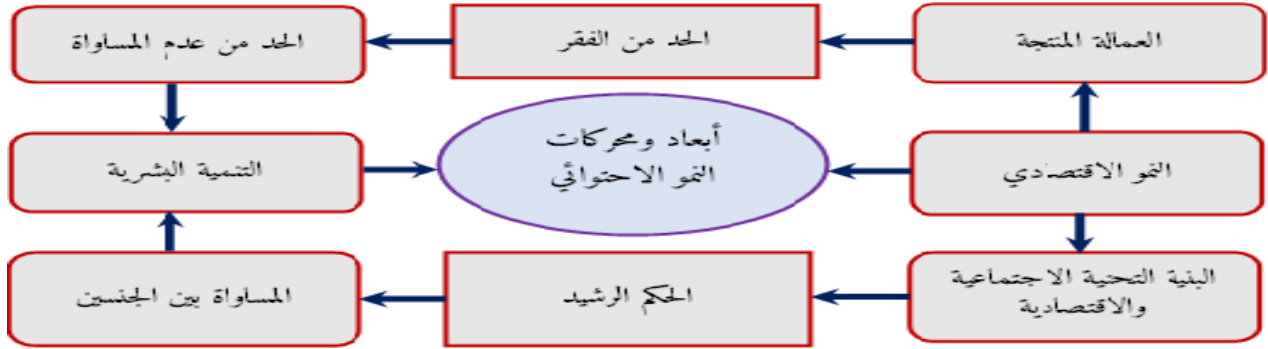 العمالة المنتجة
الحد من الفقر
الحد من عدم المساواة
النمو الاقتصادي
أبعاد ومحركات
النمو الاحتوائي
التنمية البشرية
البنية التحتية الاجتماعية
والاقتصادية
الحكم الرشيد
المساواة بين الجنسين